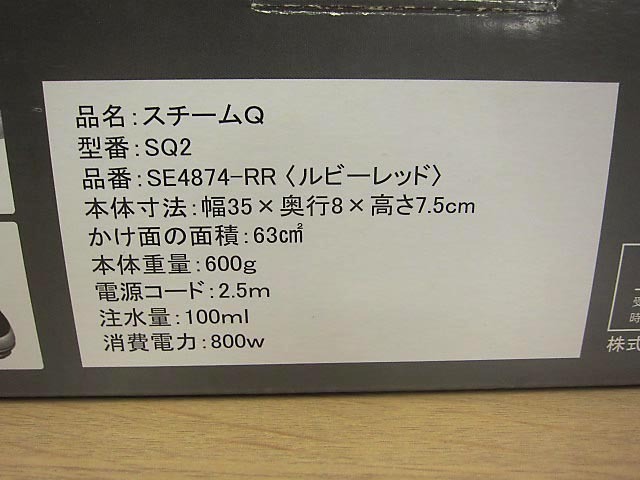 品名:スチームQ
型番:SQ2
品番:SE4874-RR〈ルビーレッド〉
本体寸法:幅35×奥行8×高さ7.5cm
かけ面の面積:63㎠
本体重量:600g
電源コード:2.5m
注水量:100ml
消費電力:800w
受
時
株式